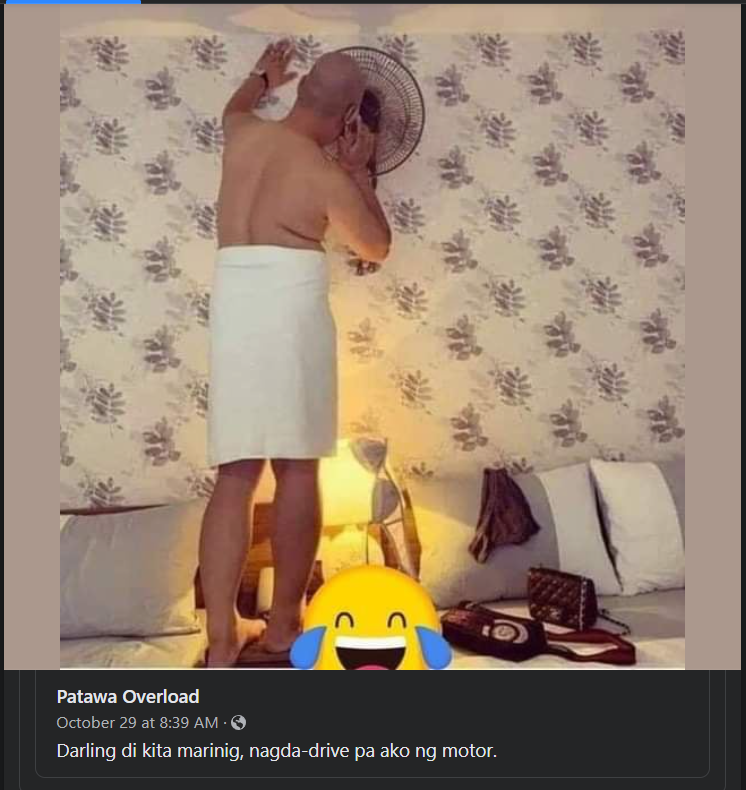 Patawa Overload
October 29 at 8:39 AM ·
Darling di kita marinig, nagda-drive pa ako ng motor.